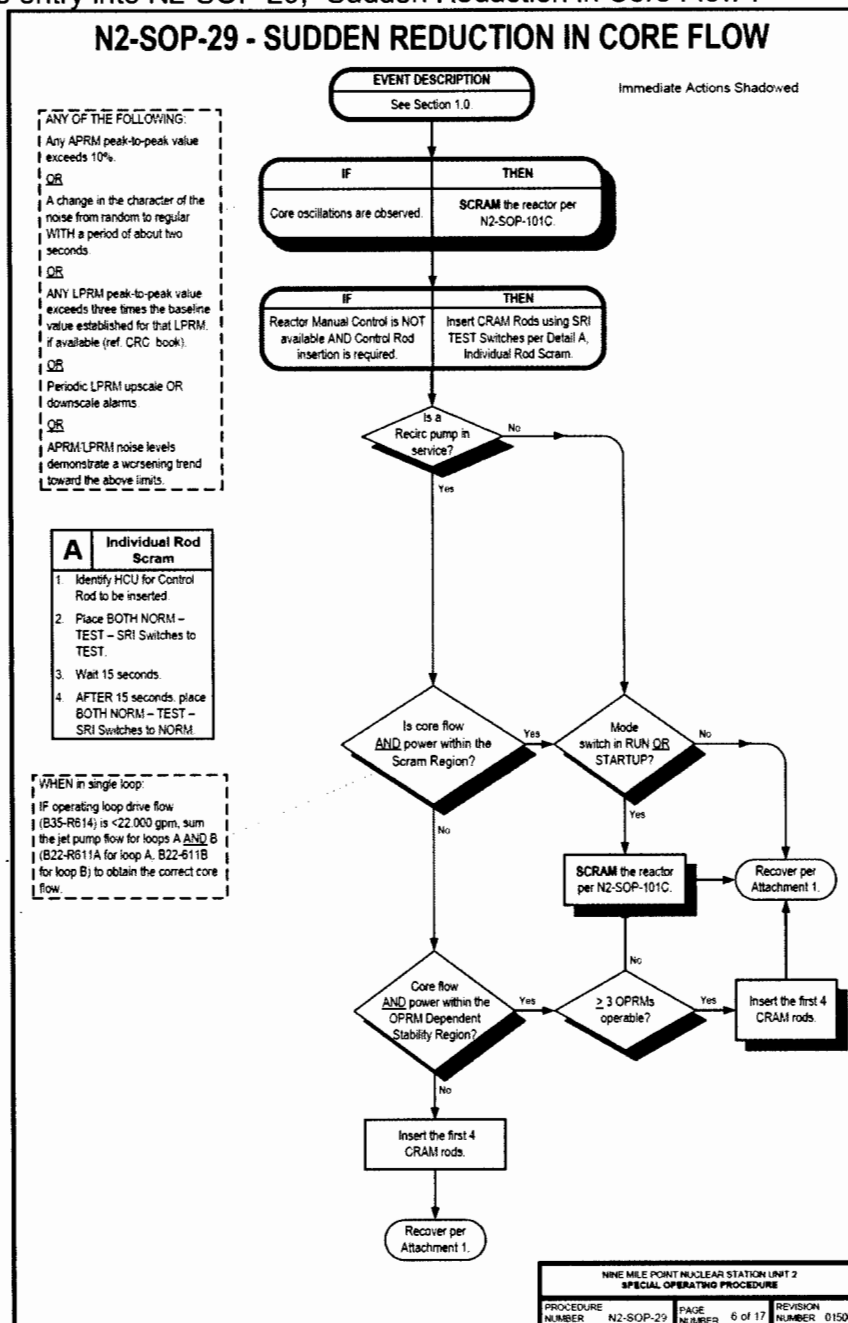 N2-SOP-29 - SUDDEN REDUCTION IN CORE FLOW
EVENT DESCRIPTION
See Section 1.0.
Immediate Actions Shadowed
ANY OF THE FOLLOWING:
Any APRM peak-to-peak value
exceeds 10%.
OR
A change in the character of the
noise from random to regular
WITH a period of about two
seconds.
OR
ANY LPRM peak-to-peak value
exceeds three times the baseline
value established for that LPRM,
if available (ref. CRC book).
OR
Periodic LPRM upscale OR
downscale alarms.
OR
APRM/LPRM noise levels
demonstrate a worsening trend
toward the above limits.
IF
THEN
Core oscillations are observed.
SCRAM the reactor per
N2-SOP-101C.
IF
THEN
Reactor Manual Control is NOT
available AND Control Rod
insertion is required.
Insert CRAM Rods using SRI
TEST Switches per Detail A,
Individual Rod Scram.
Is a
Recirc pump in
service?
No
Yes
A
Individual Rod
Scram
1. Identify HCU for Control
Rod to be inserted.
2. Place BOTH NORM –
TEST – SRI Switches to
TEST.
3. Wait 15 seconds.
4. AFTER 15 seconds, place
BOTH NORM – TEST –
SRI Switches to NORM.
Is core flow
AND power within the
Scram Region?
Yes
No
Mode
switch in RUN OR
STARTUP?
No
Yes
WHEN in single loop:
IF operating loop drive flow
(B35-R614) is <22.000 gpm, sum
the jet pump flow for loops A AND B
(B22-R611A for loop A, B22-611B
for loop B) to obtain the correct core
flow.
SCRAM the reactor
per N2-SOP-101C.
Recover per
Attachment 1.
Core flow
AND power within the
OPRM Dependent
Stability Region?
Yes
No
≥ 3 OPRMs
operable?
No
Yes
Insert the first 4
CRAM rods.
Insert the first 4
CRAM rods.
Recover per
Attachment 1.
NINE MILE POINT NUCLEAR STATION UNIT 2
SPECIAL OPERATING PROCEDURE
PROCEDURE
NUMBER N2-SOP-29
PAGE
NUMBER 6 of 17
REVISION
NUMBER 0150